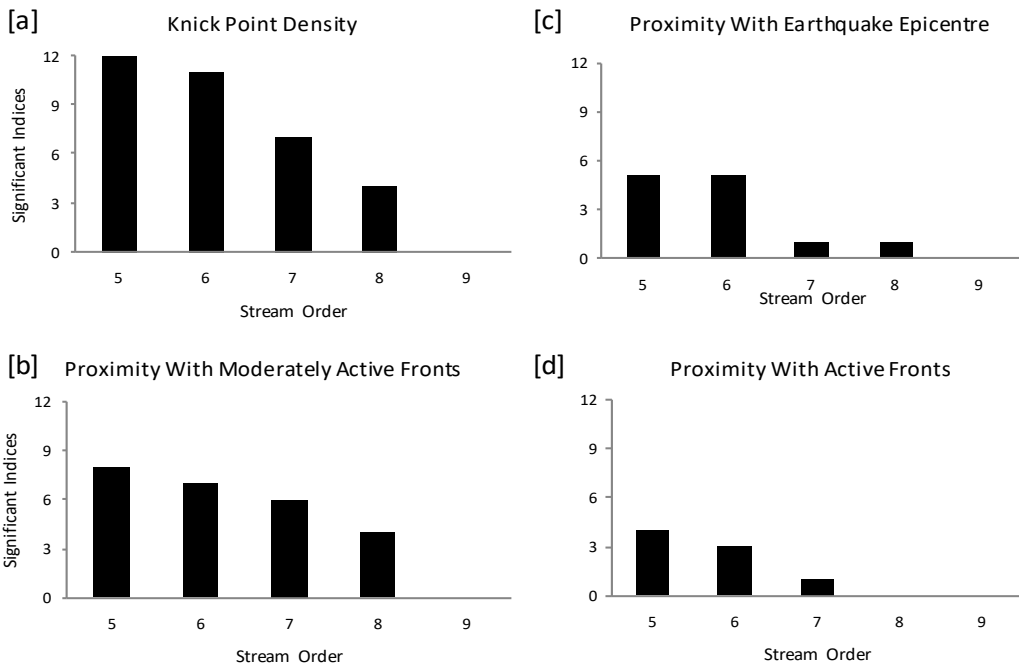 [a]
Knick Point Density
12
9
6
3
0
Significant Indices
5 6 7 8 9
Stream Order
[c]
Proximity With Earthquake Epicentre
12
9
6
3
0
5 6 7 8 9
Stream Order
[b]
Proximity With Moderately Active Fronts
12
9
6
3
0
Significant Indices
5 6 7 8 9
Stream Order
[d]
Proximity With Active Fronts
12
9
6
3
0
5 6 7 8 9
Stream Order